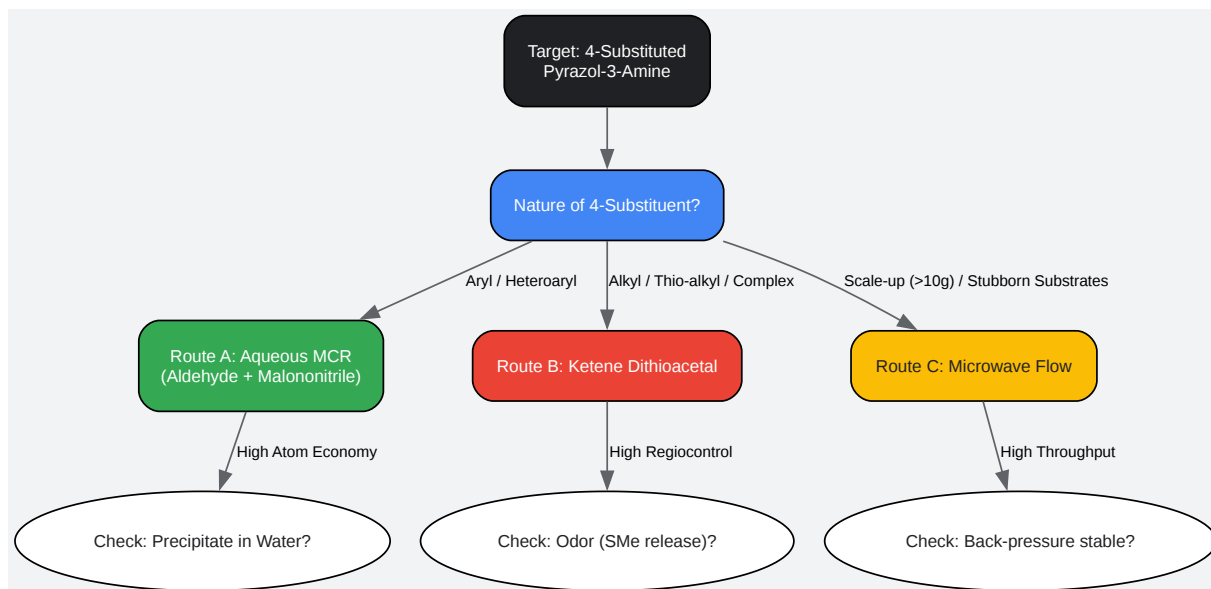 Target: 4-Substituted
Pyrazol-3-Amine
Nature of 4-Substituent?
Aryl / Heteroaryl
Alkyl / Thio-alkyl / Complex
Scale-up (>10g) / Stubborn Substrates
Route A: Aqueous MCR
(Aldehyde + Malononitrile)
Route B: Ketene Dithioacetal
Route C: Microwave Flow
High Atom Economy
High Regiocontrol
High Throughput
Check: Precipitate in Water?
Check: Odor (SMe release)?
Check: Back-pressure stable?